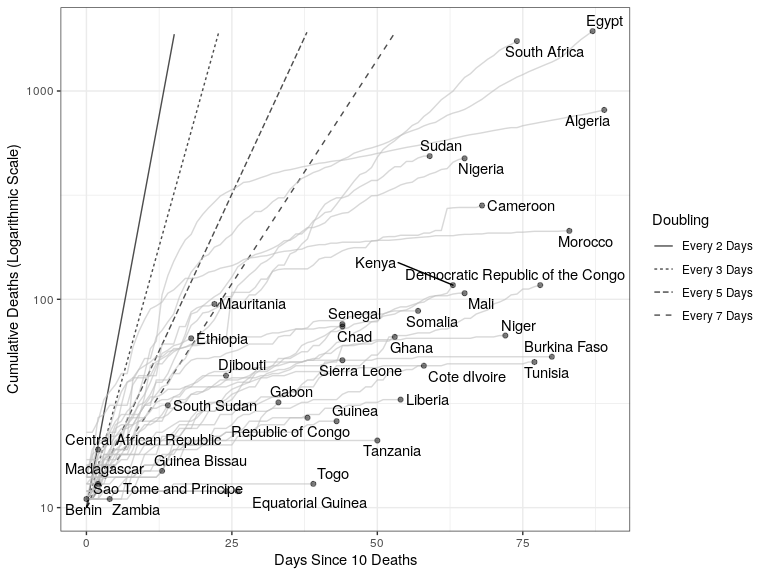 Egypt
South Africa
1000
Algeria
Sudan
Nigeria
Cameroon
Doubling
Morocco
Every 2 Days
Kenya
Every 3 Days
Democratic Republic of the Congo
Every 5 Days
100
Mauritania
Mali
Senegal
Every 7 Days
Somalia
Niger
Ethiopia
Chad
Ghana
Burkina Faso
Djibouti
Sierra Leone
Cote dIvoire
Tunisia
Gabon
South Sudan
Guinea
Liberia
Republic of Congo
Central African Republic
Tanzania
Guinea Bissau
Madagascar
Togo
Sao Tome and Principe
Equatorial Guinea
10
Benin
Zambia
0
25
50
75
Days Since 10 Deaths
Cumulative Deaths (Logarithmic Scale)